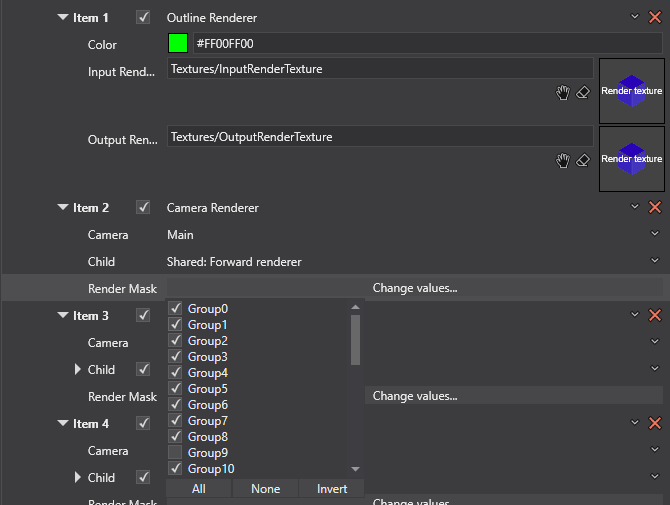 Item 1 Outline Renderer
Color #FF00FF00
Input Rend... Textures/InputRenderTexture
Render texture
Output Ren... Textures/OutputRenderTexture
Render texture
Item 2 Camera Renderer
Camera Main
Child Shared: Forward renderer
Render Mask Change values...
Group0
Item 3
Group1
Group2
Camera
Group3
Child
Group4
Group5
Render Mask Change values...
Group6
Group7
Item 4
Group8
Camera
Group9
Child
Group10
All None Invert
Render Mask Change values...